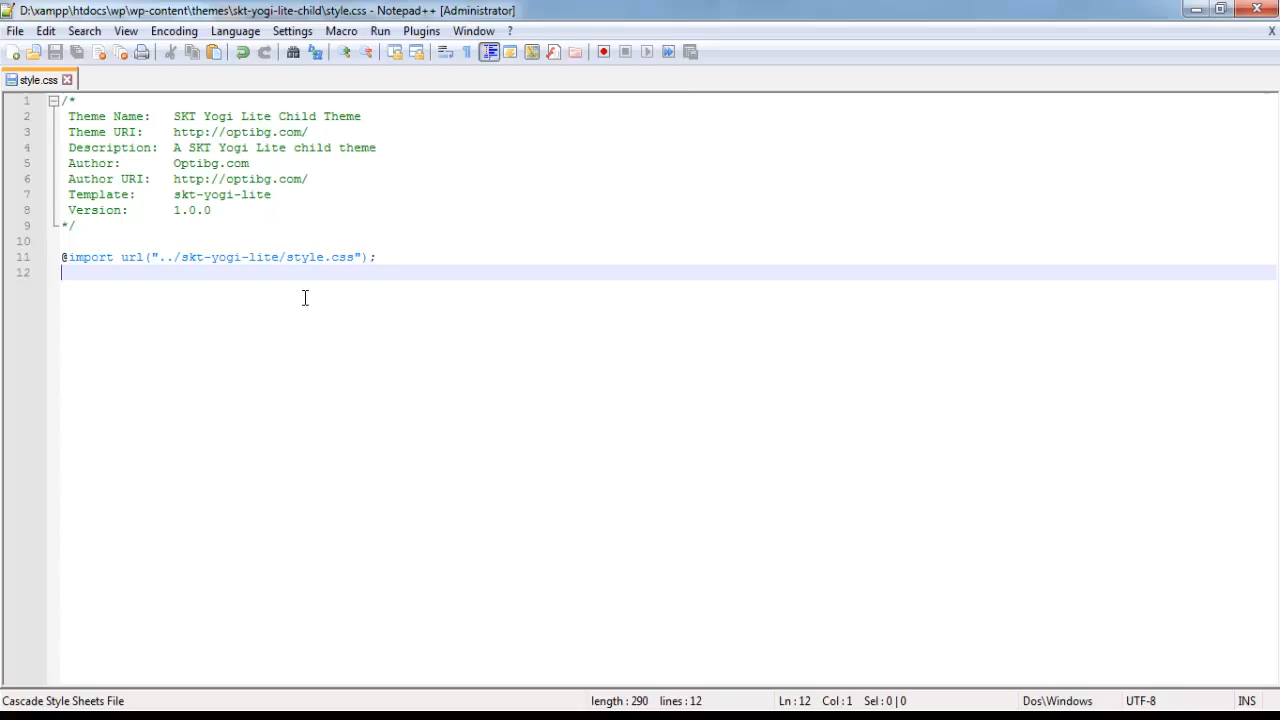 D:\xampp\htdocs\wp\wp-content\themes\skt-yogi-lite-child\style.css - Notepad++ [Administrator]
File Edit Search View Encoding Language Settings Macro Run Plugins Window ? X
style.css
1 /*
2 Theme Name: SKT Yogi Lite Child Theme
3 Theme URI: http://optibg.com/
4 Description: A SKT Yogi Lite child theme
5 Author: Optibg.com
6 Author URI: http://optibg.com/
7 Template: skt-yogi-lite
8 Version: 1.0.0
9 */
10
11 @import url("../skt-yogi-lite/style.css");
12
Cascade Style Sheets File length : 290 lines : 12 Ln : 12 Col : 1 Sel : 0 | 0 Dos\Windows UTF-8 INS